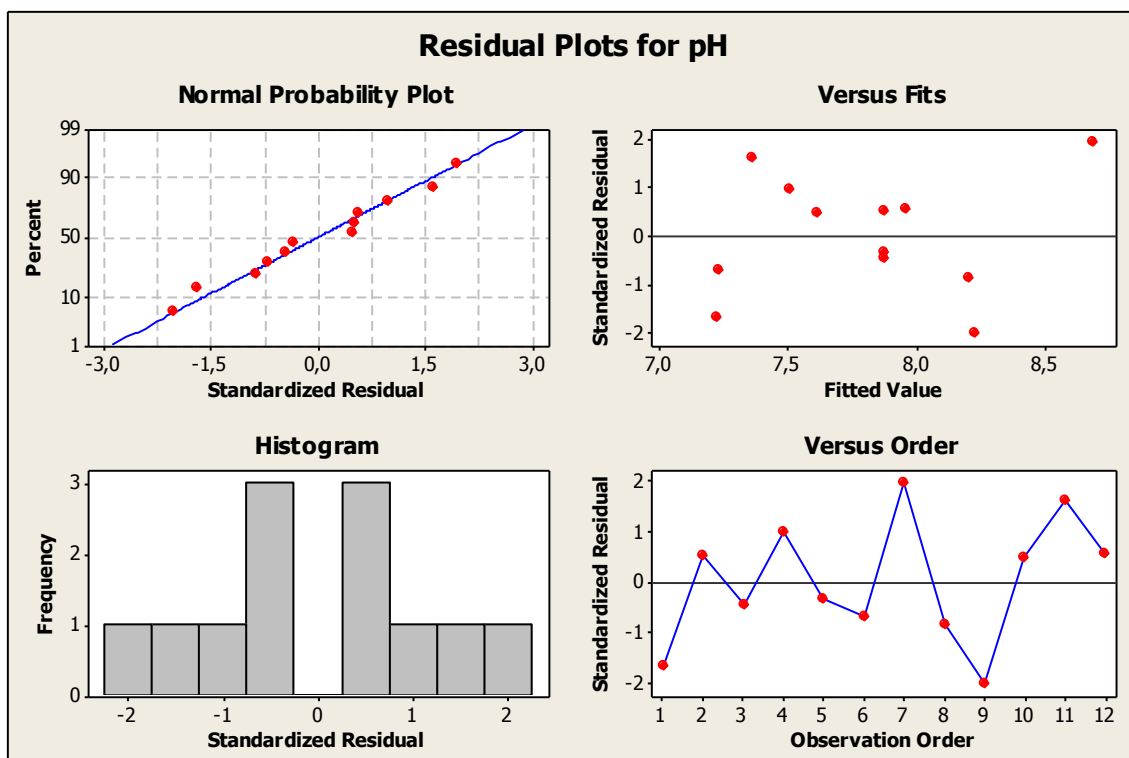 Residual Plots for pH
Normal Probability Plot
99
90
50
10
1
Percent
-3,0 -1,5 0,0 1,5 3,0
Standardized Residual
Versus Fits
2
1
0
-1
-2
Standardized Residual
7,0 7,5 8,0 8,5
Fitted Value
Histogram
3
2
1
0
Frequency
-2 -1 0 1 2
Standardized Residual
Versus Order
2
1
0
-1
-2
Standardized Residual
1 2 3 4 5 6 7 8 9 10 11 12
Observation Order